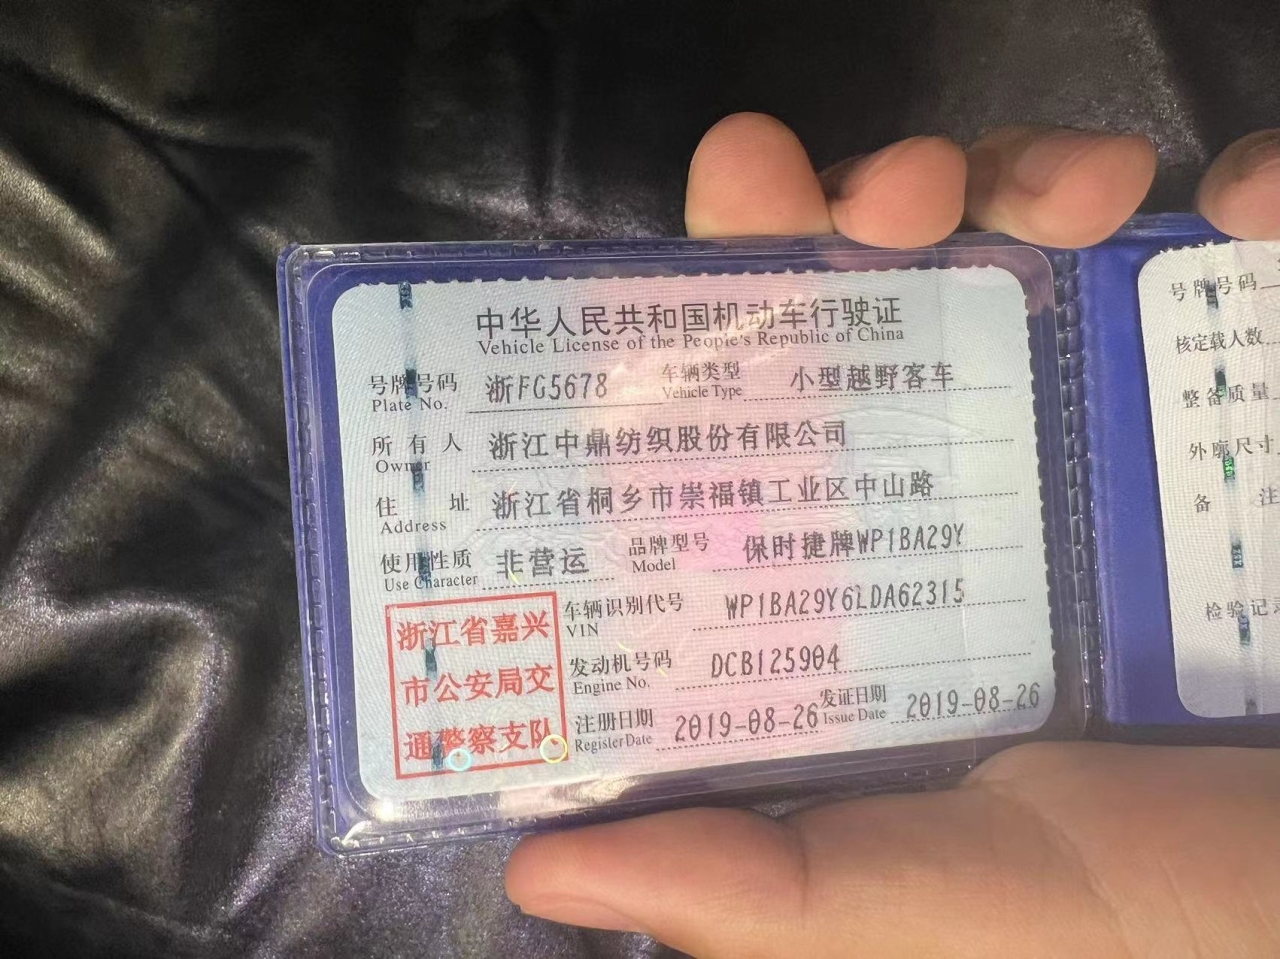 中华人民共和国机动车行驶证
Vehicle License of the People's Republic of China
号牌号码 浙FG5678 车辆类型 小型越野客车
Plate No. Vehicle Type
所有人 浙江中鼎纺织股份有限公司
Owner
住址 浙江省桐乡市崇福镇工业区中山路
Address
使用性质 非营运 品牌型号 保时捷牌WP1BA29Y
Use Character Model
浙江省嘉兴
市公安局交
通警察支队
车辆识别代号 WP1BA29Y6LDA62315
VIN
发动机号码 DCB125904
Engine No.
注册日期 2019-08-26 发证日期 2019-08-26
Register Date Issue Date
号牌号码
核定载人数
整备质量
外廓尺寸
备注
检验记